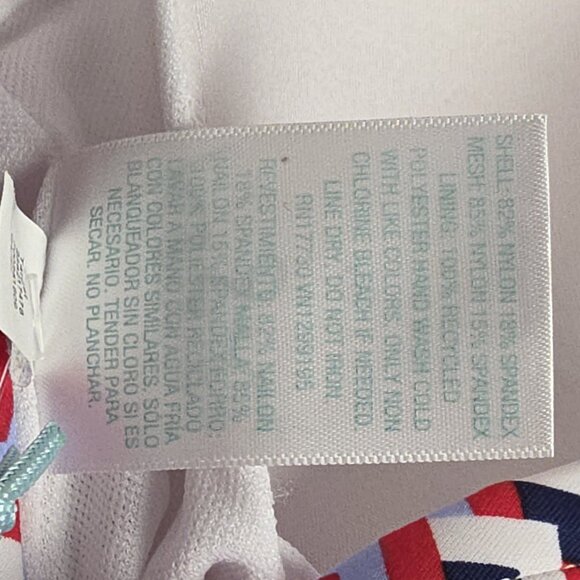 SHELL: 82% NYLON 18% SPANDEX
MESH: 85% NYLON 15% SPANDEX
LINING: 100% RECYCLED
POLYESTER HAND WASH COLD
WITH LIKE COLORS. ONLY NON
CHLORINE BLEACH IF NEEDED
LINE DRY. DO NOT IRON
RN17730 VN1259195
REVESTIMIENTO: 82% NAILON
18% SPANDEX MALLA: 85%
NAILON 15% SPANDEX FORRO:
100% POLIESTER RECICLADO
LAVAR A MANO CON AGUA FRIA
CON COLORES SIMILARES. SOLO
BLANQUEADOR SIN CLORO SI ES
NECESARIO. TENDER PARA
SECAR. NO PLANCHAR.